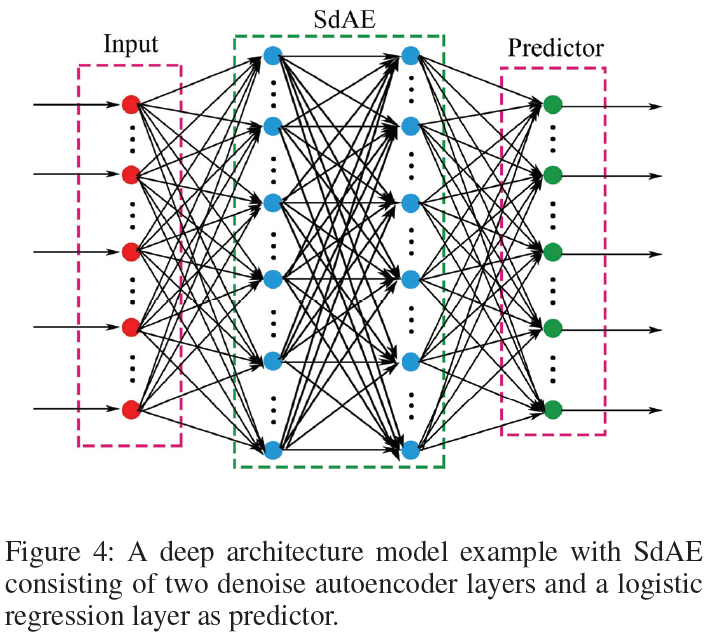 SdAE
Input
Predictor
Figure 4: A deep architecture model example with SdAE
consisting of two denoise autoencoder layers and a logistic
regression layer as predictor.